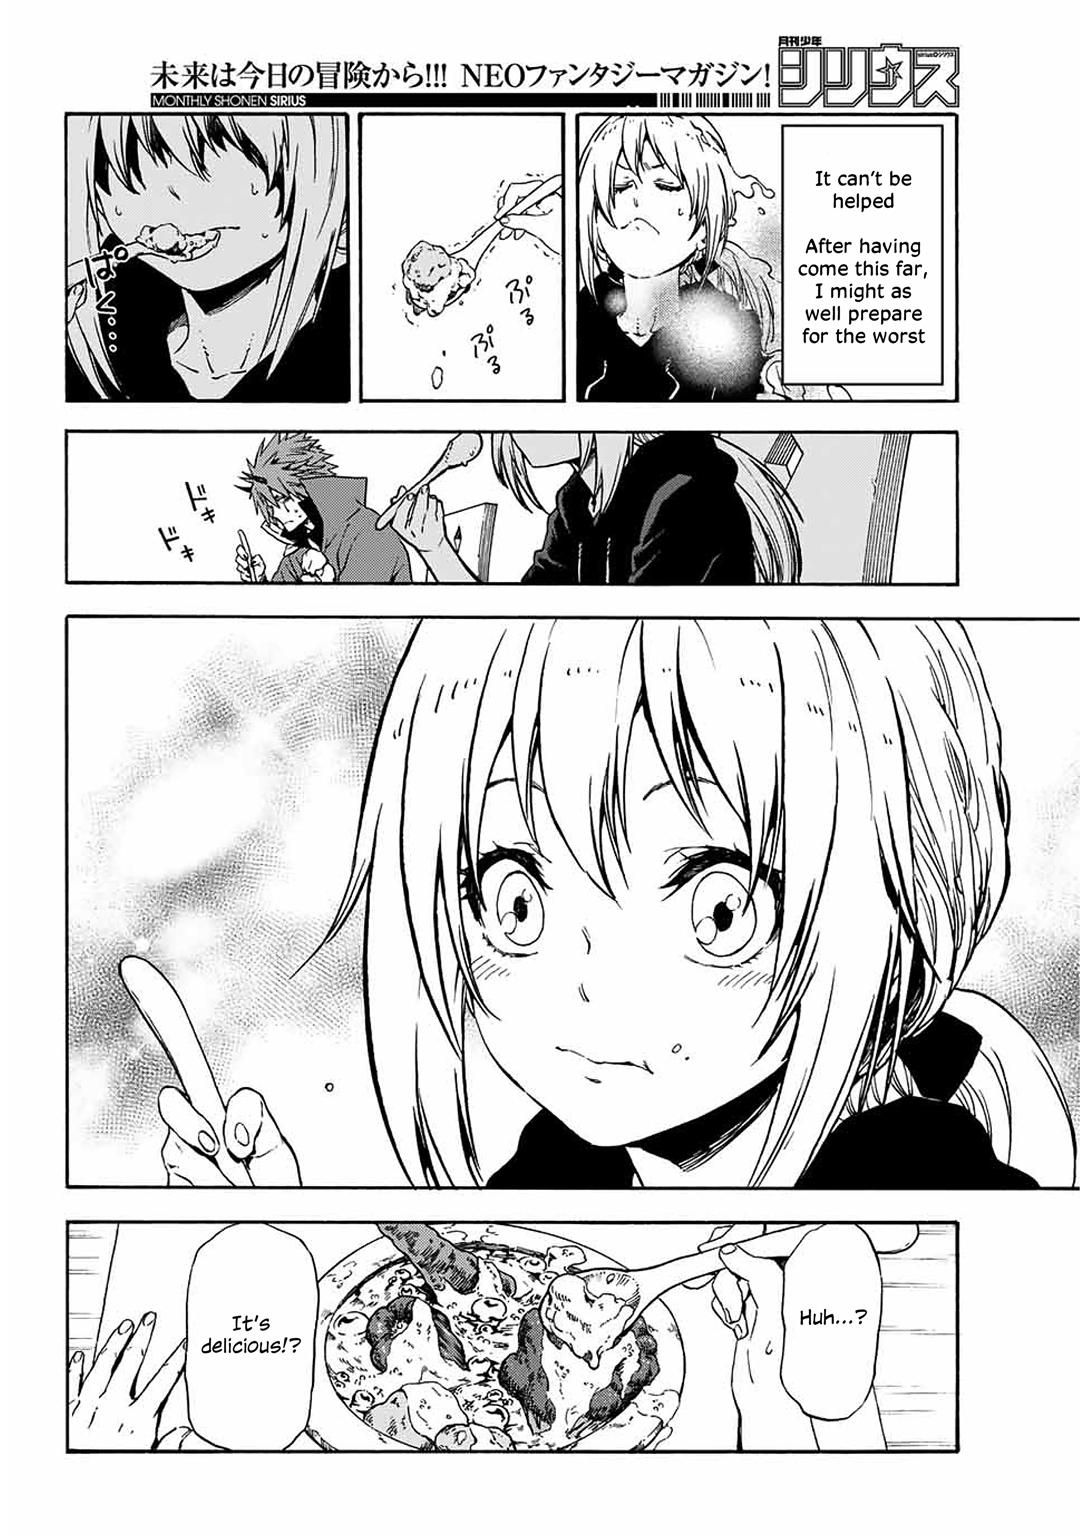 月刊少年
シリウス
未来は今日の冒険から!!! NEOファンタジーマガジン!
MONTHLY SHONEN SIRIUS
It can't be
helped
After having
come this far,
I might as
well prepare
for the worst
ぷる
ぷる
ぱく・・・・
ドキ
ドキ
Huh...?
It's
delicious!?